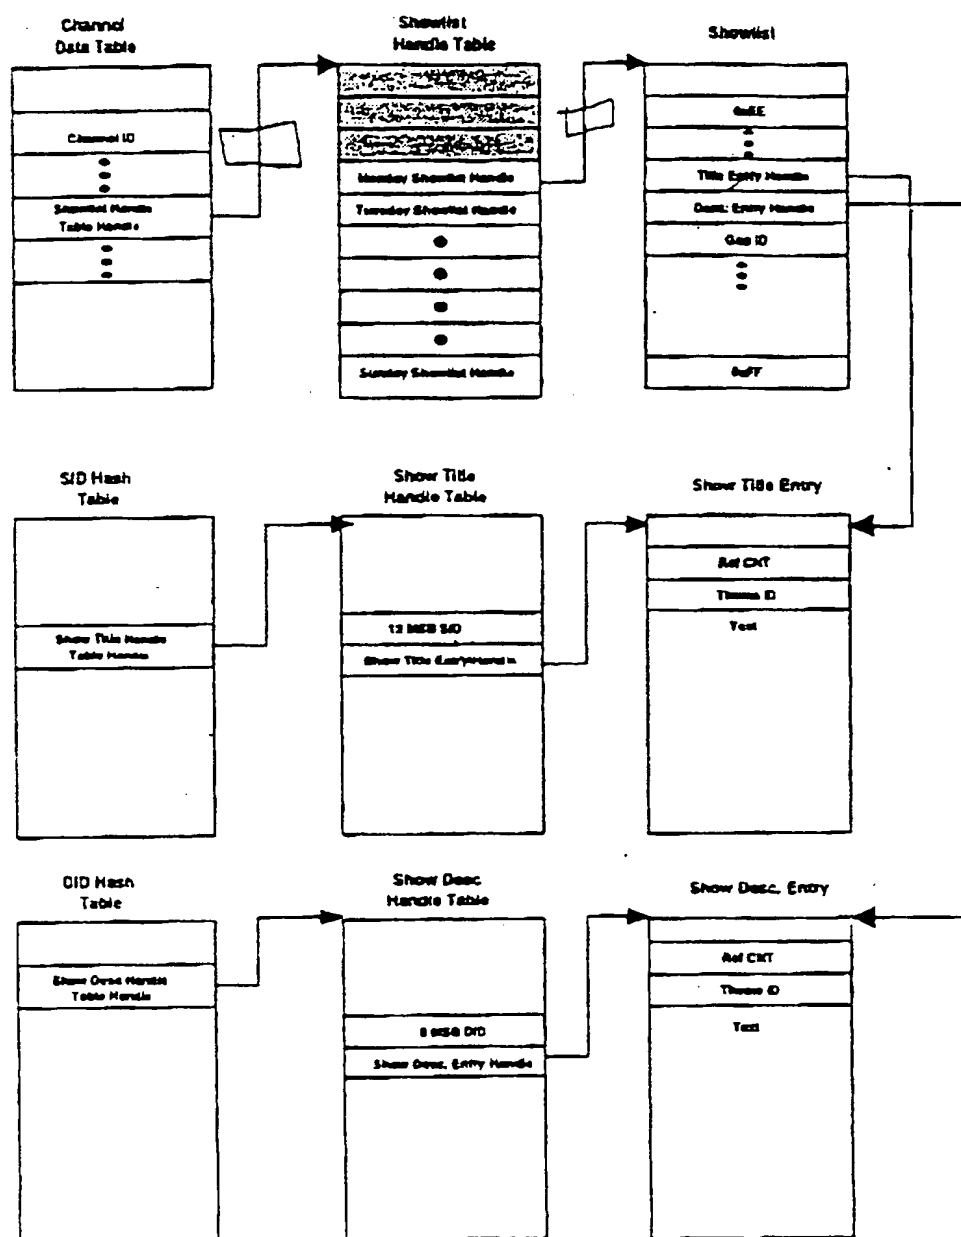 Channel
Data Table
Showlist
Handle Table
Showlist
Channel ID
Showlist Handle
Table Handle
Monday Showlist Handle
Tuesday Showlist Handle
Sunday Showlist Handle
0xEE
Title Entry Handle
Desc. Entry Handle
Gap ID
0xFF
SID Hash
Table
Show Title
Handle Table
Show Title Entry
Show Title Handle
Table Handle
12 MSB SID
Show Title Entry Handle
Ref CNT
Theme ID
Text
DID Hash
Table
Show Desc
Handle Table
Show Desc. Entry
Show Desc Handle
Table Handle
8 MSB DID
Show Desc. Entry Handle
Ref CNT
Theme ID
Text